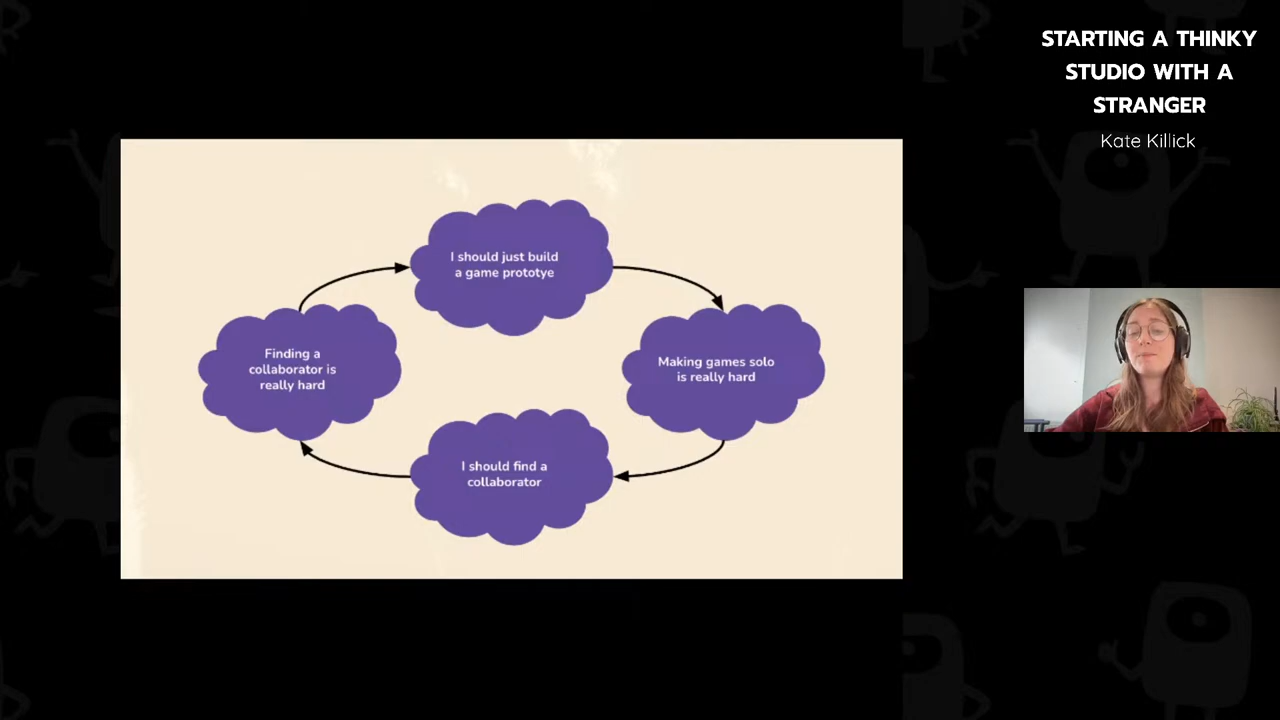 STARTING A THINKY
STUDIO WITH A
STRANGER
Kate Killick
I should just build
a game prototye
Making games solo
is really hard
I should find a
collaborator
Finding a
collaborator is
really hard